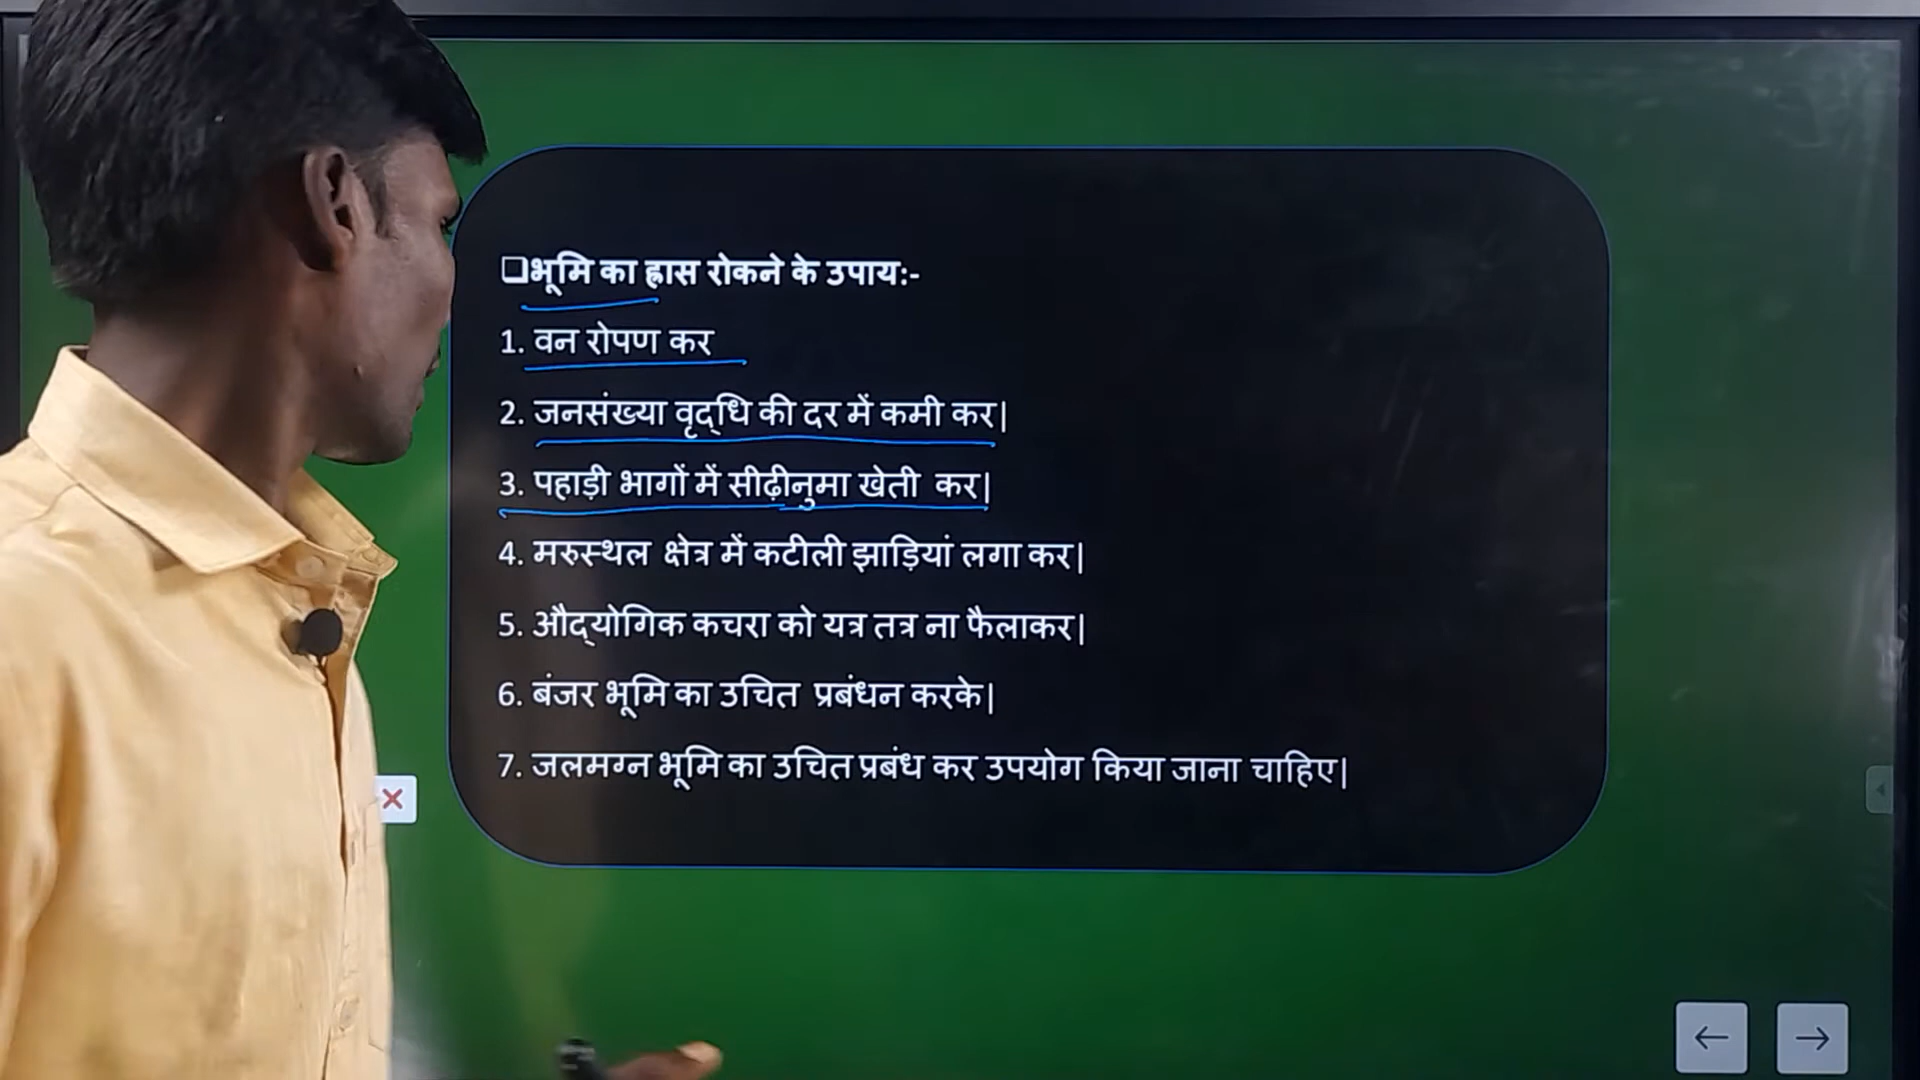 ❑भूमि का ह्रास रोकने के उपाय:-
1. वन रोपण कर
2. जनसंख्या वृद्धि की दर में कमी कर|
3. पहाड़ी भागों में सीढ़ीनुमा खेती कर|
4. मरुस्थल क्षेत्र में कटीली झाड़ियां लगा कर|
5. औद्योगिक कचरा को यत्र तत्र ना फैलाकर|
6. बंजर भूमि का उचित प्रबंधन करके|
7. जलमग्न भूमि का उचित प्रबंध कर उपयोग किया जाना चाहिए|